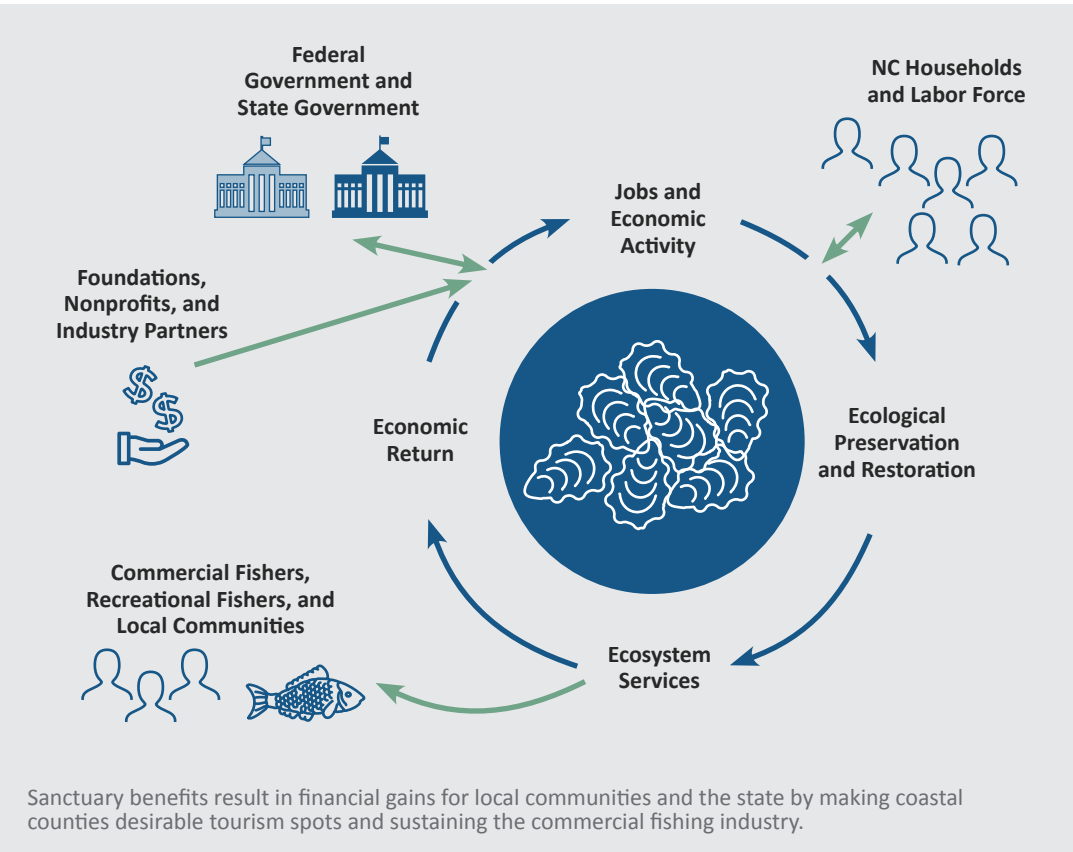 Federal
Government and
State Government
NC Households
and Labor Force
Jobs and
Economic
Activity
Foundations,
Nonprofits, and
Industry Partners
$
$
Economic
Return
Ecological
Preservation
and Restoration
Commercial Fishers,
Recreational Fishers, and
Local Communities
Ecosystem
Services
Sanctuary benefits result in financial gains for local communities and the state by making coastal
counties desirable tourism spots and sustaining the commercial fishing industry.